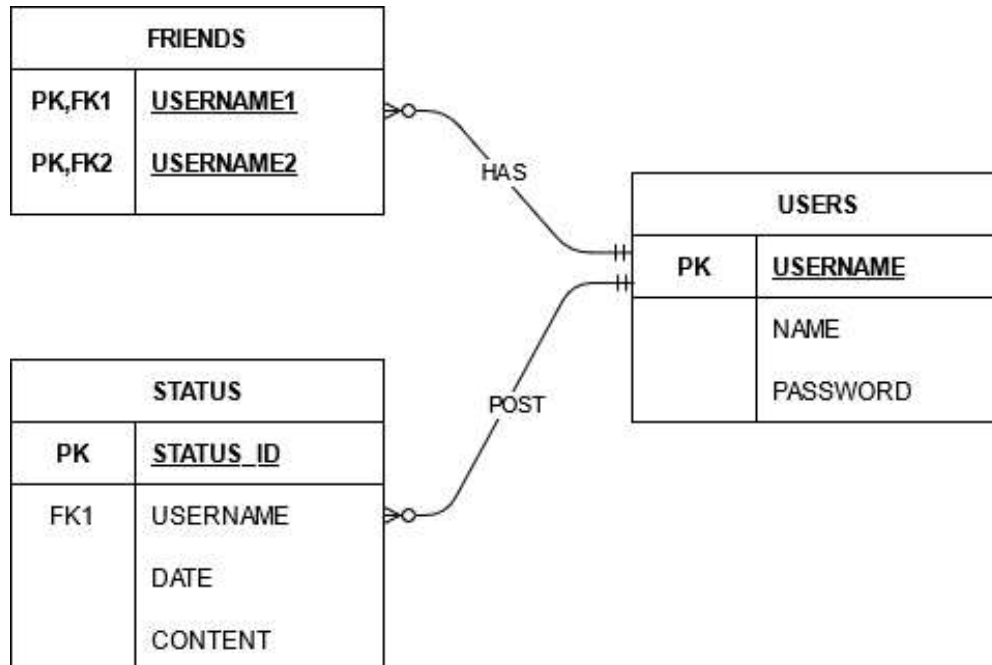 FRIENDS
PK,FK1 USERNAME1
PK,FK2 USERNAME2
HAS
USERS
PK USERNAME
NAME
PASSWORD
POST
STATUS
PK STATUS_ID
FK1 USERNAME
DATE
CONTENT